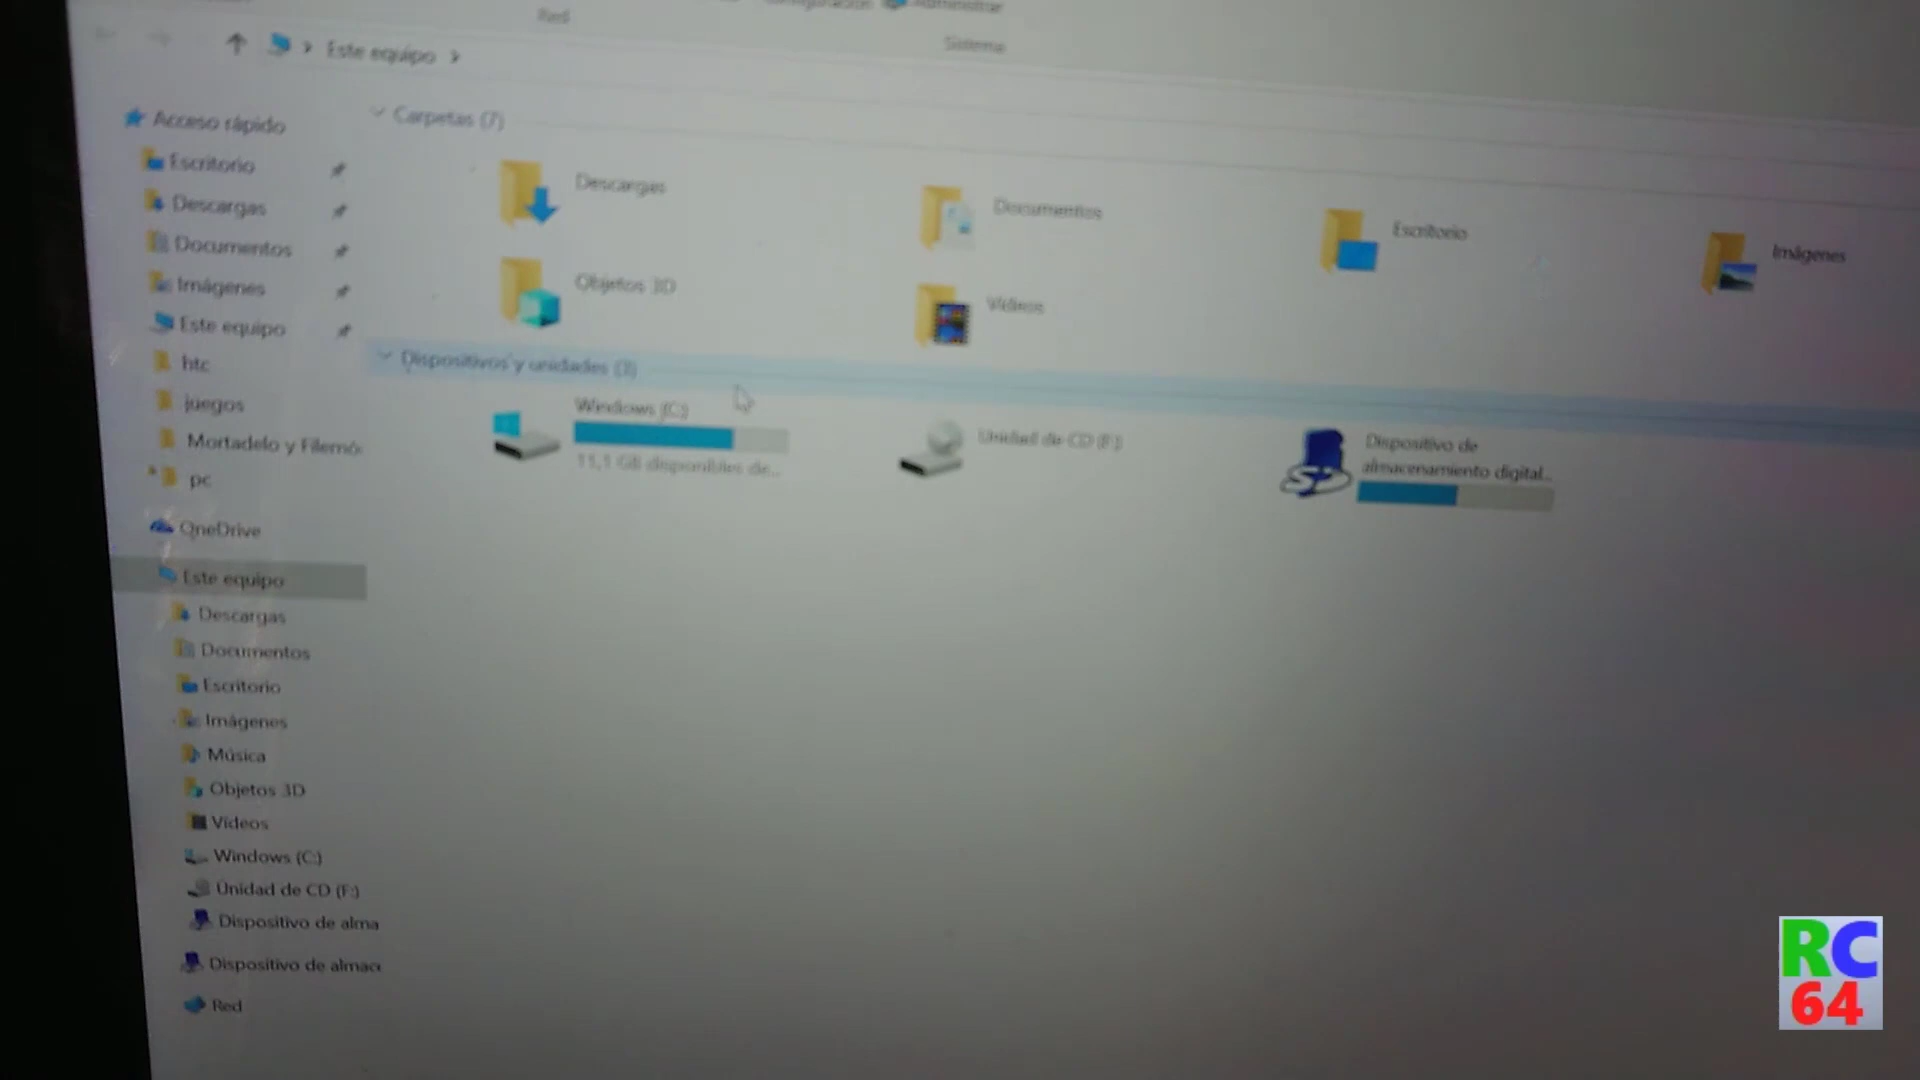 Red
Administrar
Sistema
Este equipo
Acceso rápido
Escritorio
Descargas
Documentos
Imágenes
Este equipo
htc
juegos
Mortadelo y Filemó
pc
OneDrive
Este equipo
Descargas
Documentos
Escritorio
Imágenes
Música
Objetos 3D
Vídeos
Windows (C:)
Unidad de CD (F:)
Dispositivo de alma
Dispositivo de almac
Red
Carpetas (7)
Descargas
Documentos
Escritorio
Imágenes
Objetos 3D
Vídeos
Dispositivos y unidades (3)
Windows (C:)
11,1 GB disponibles de...
Unidad de CD (F:)
Dispositivo de
almacenamiento digital...
RC
64